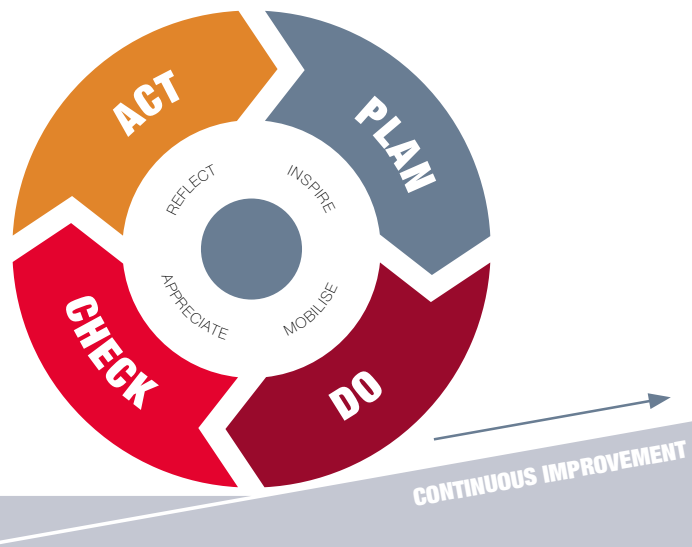 ACT
PLAN
REFLECT
INSPIRE
APPRECIATE
MOBILISE
CHECK
DO
CONTINUOUS IMPROVEMENT